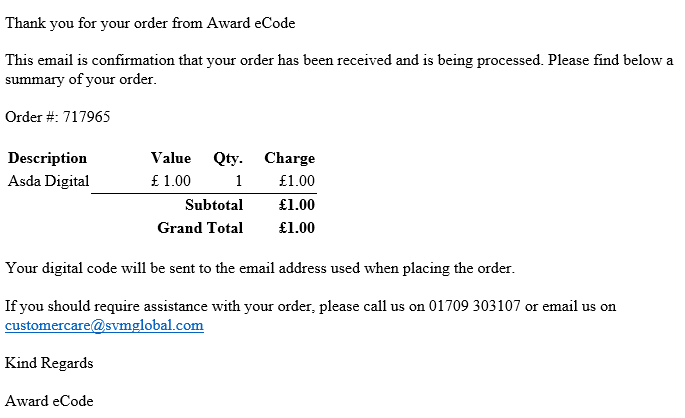 Thank you for your order from Award eCode
This email is confirmation that your order has been received and is being processed. Please find below a
summary of your order.
Order #: 717965
Description Value Qty. Charge
Asda Digital £ 1.00 1 £1.00
Subtotal £1.00
Grand Total £1.00
Your digital code will be sent to the email address used when placing the order.
If you should require assistance with your order, please call us on 01709 303107 or email us on
customercare@svmglobal.com
Kind Regards
Award eCode